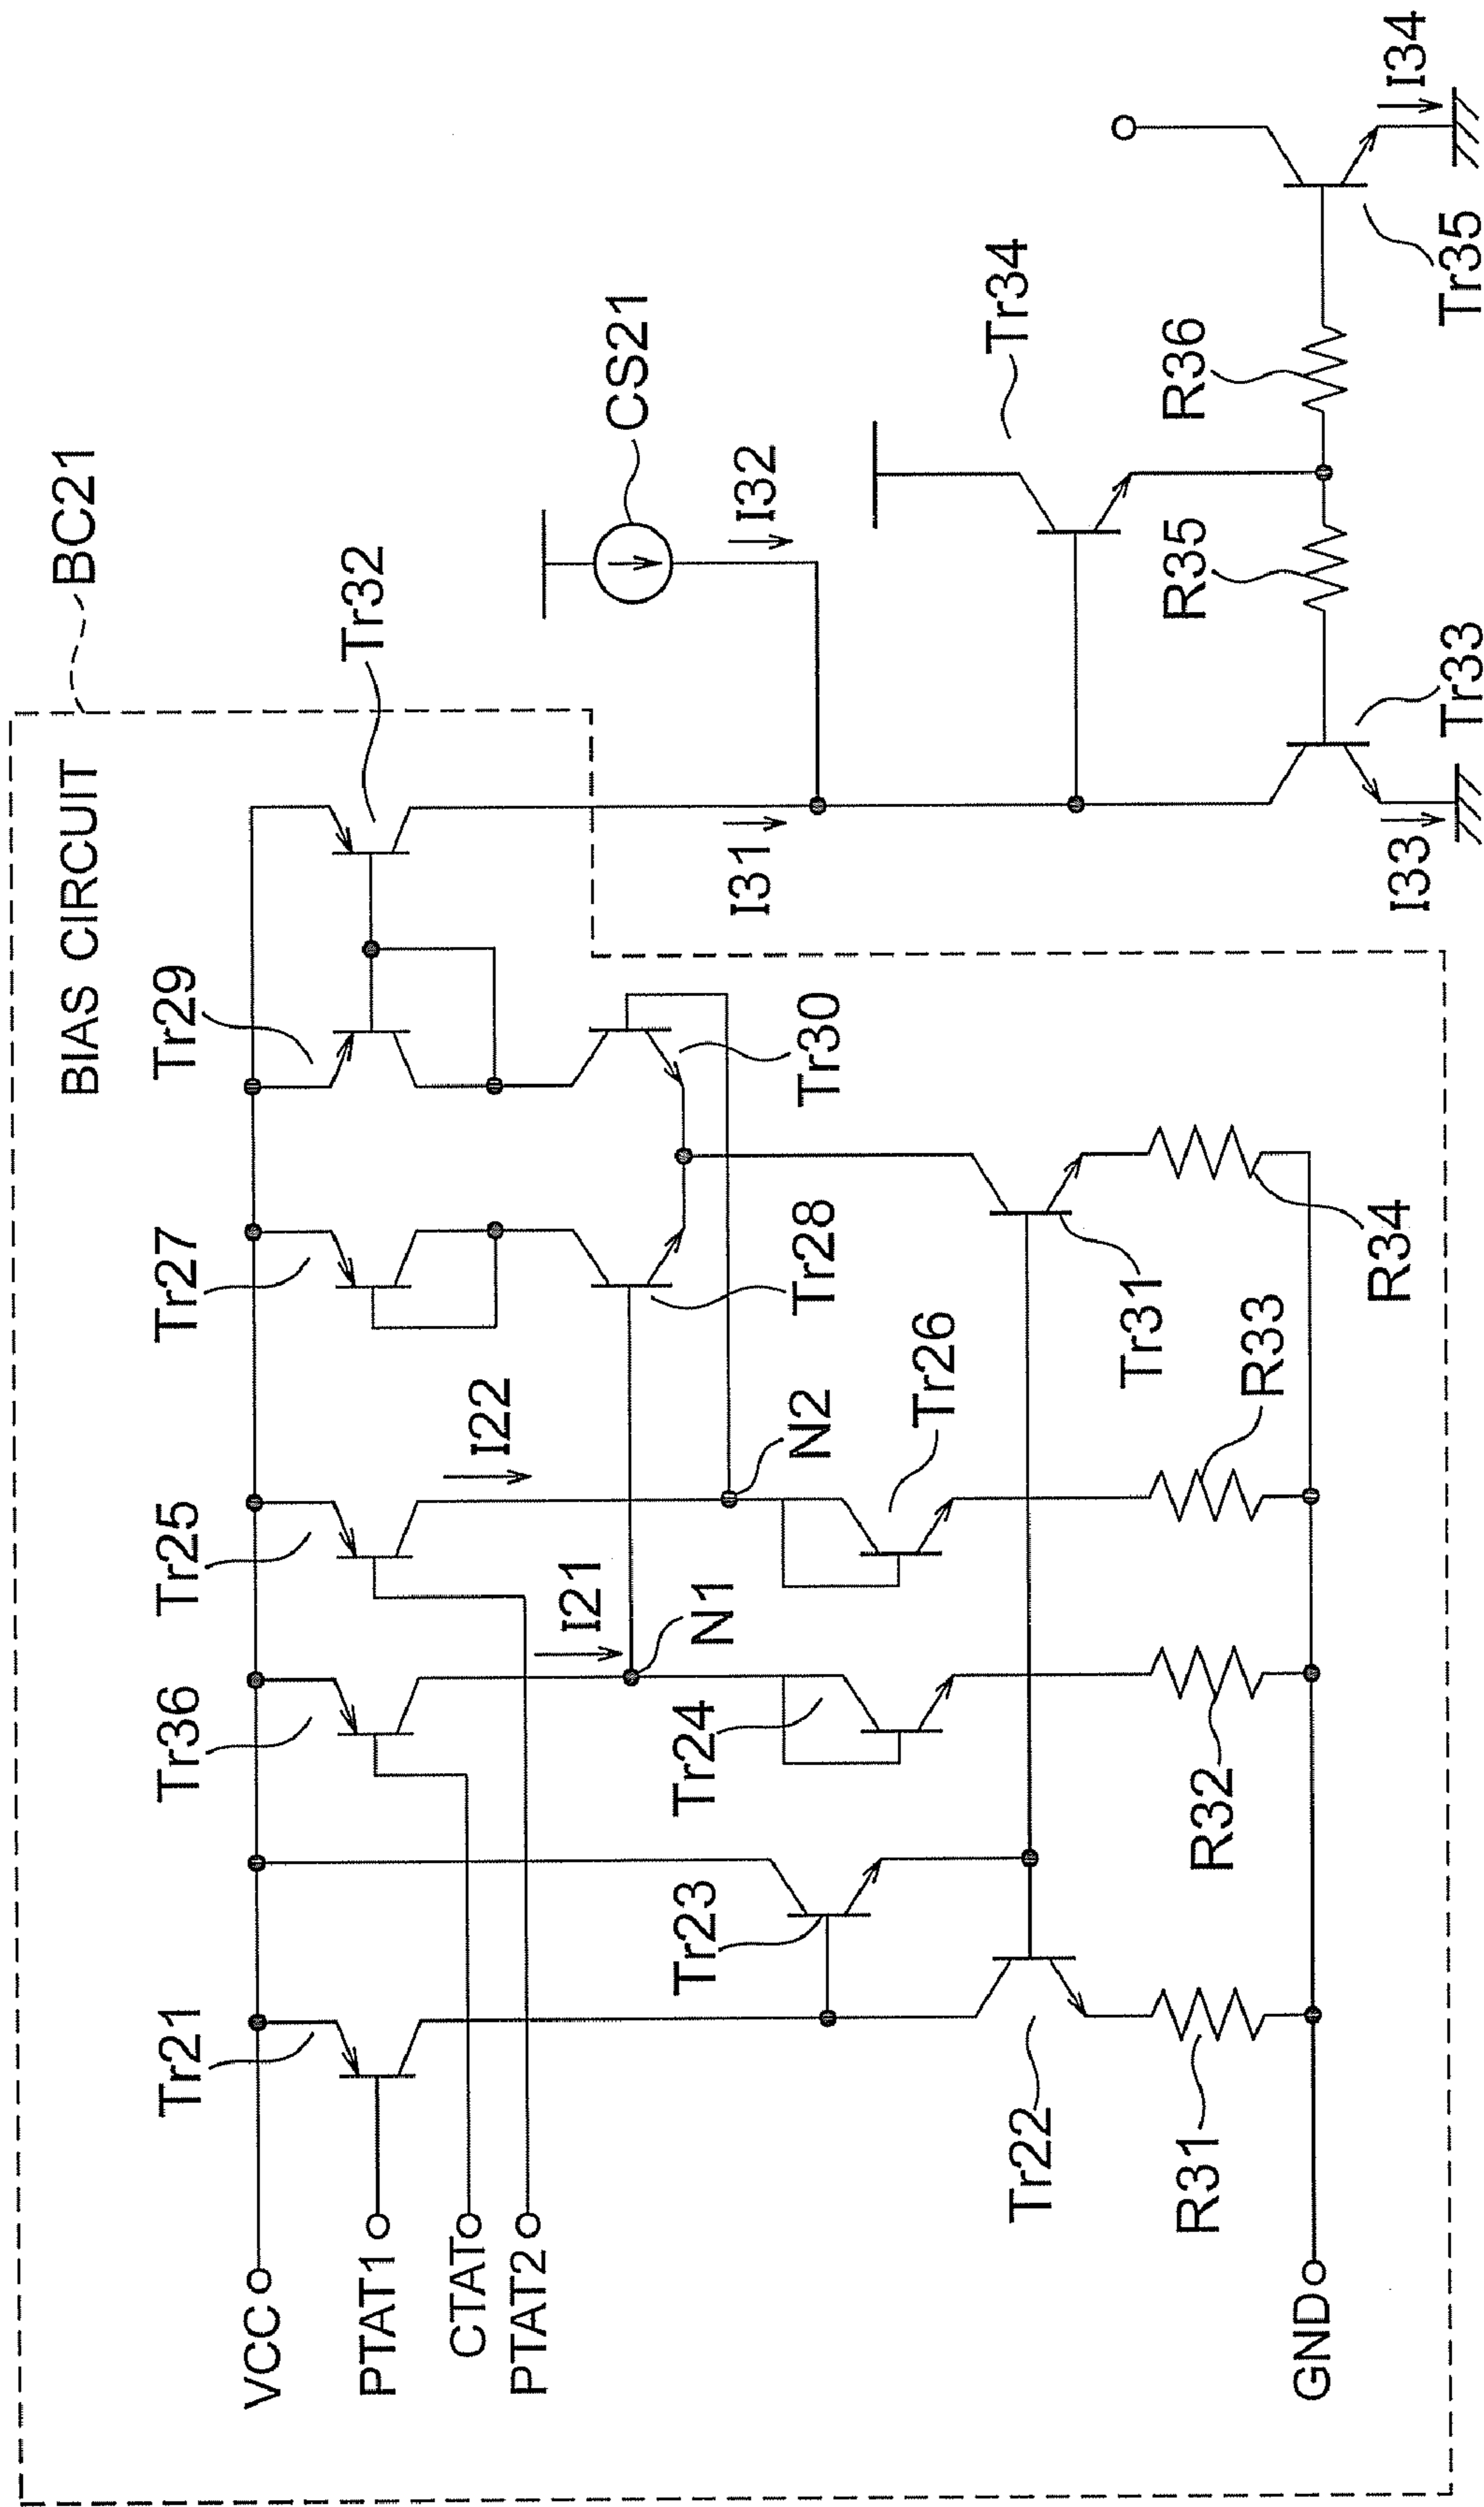 BC21
BIAS CIRCUIT
VCC
Tr21
Tr36
Tr25
Tr27
Tr29
Tr32
PTAT1
CTAT
PTAT2
I22
I21
CS21
N1
N2
Tr24
Tr23
Tr26
Tr28
Tr30
I31
I32
Tr34
Tr22
Tr31
R31
R32
R33
R34
R35
R36
GND
I33
Tr33
Tr35
I34